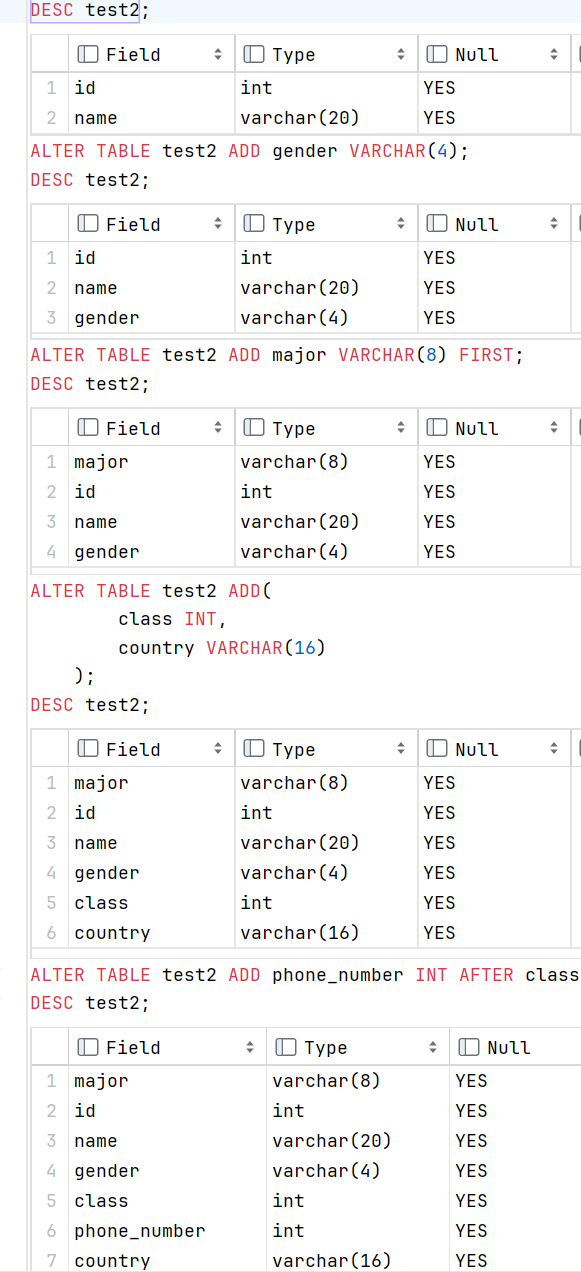 DESC test2;
Field Type Null
1 id int YES
2 name varchar(20) YES
ALTER TABLE test2 ADD gender VARCHAR(4);
DESC test2;
Field Type Null
1 id int YES
2 name varchar(20) YES
3 gender varchar(4) YES
ALTER TABLE test2 ADD major VARCHAR(8) FIRST;
DESC test2;
Field Type Null
1 major varchar(8) YES
2 id int YES
3 name varchar(20) YES
4 gender varchar(4) YES
ALTER TABLE test2 ADD(
class INT,
country VARCHAR(16)
);
DESC test2;
Field Type Null
1 major varchar(8) YES
2 id int YES
3 name varchar(20) YES
4 gender varchar(4) YES
5 class int YES
6 country varchar(16) YES
ALTER TABLE test2 ADD phone_number INT AFTER class
DESC test2;
Field Type Null
1 major varchar(8) YES
2 id int YES
3 name varchar(20) YES
4 gender varchar(4) YES
5 class int YES
6 phone_number int YES
7 country varchar(16) YES